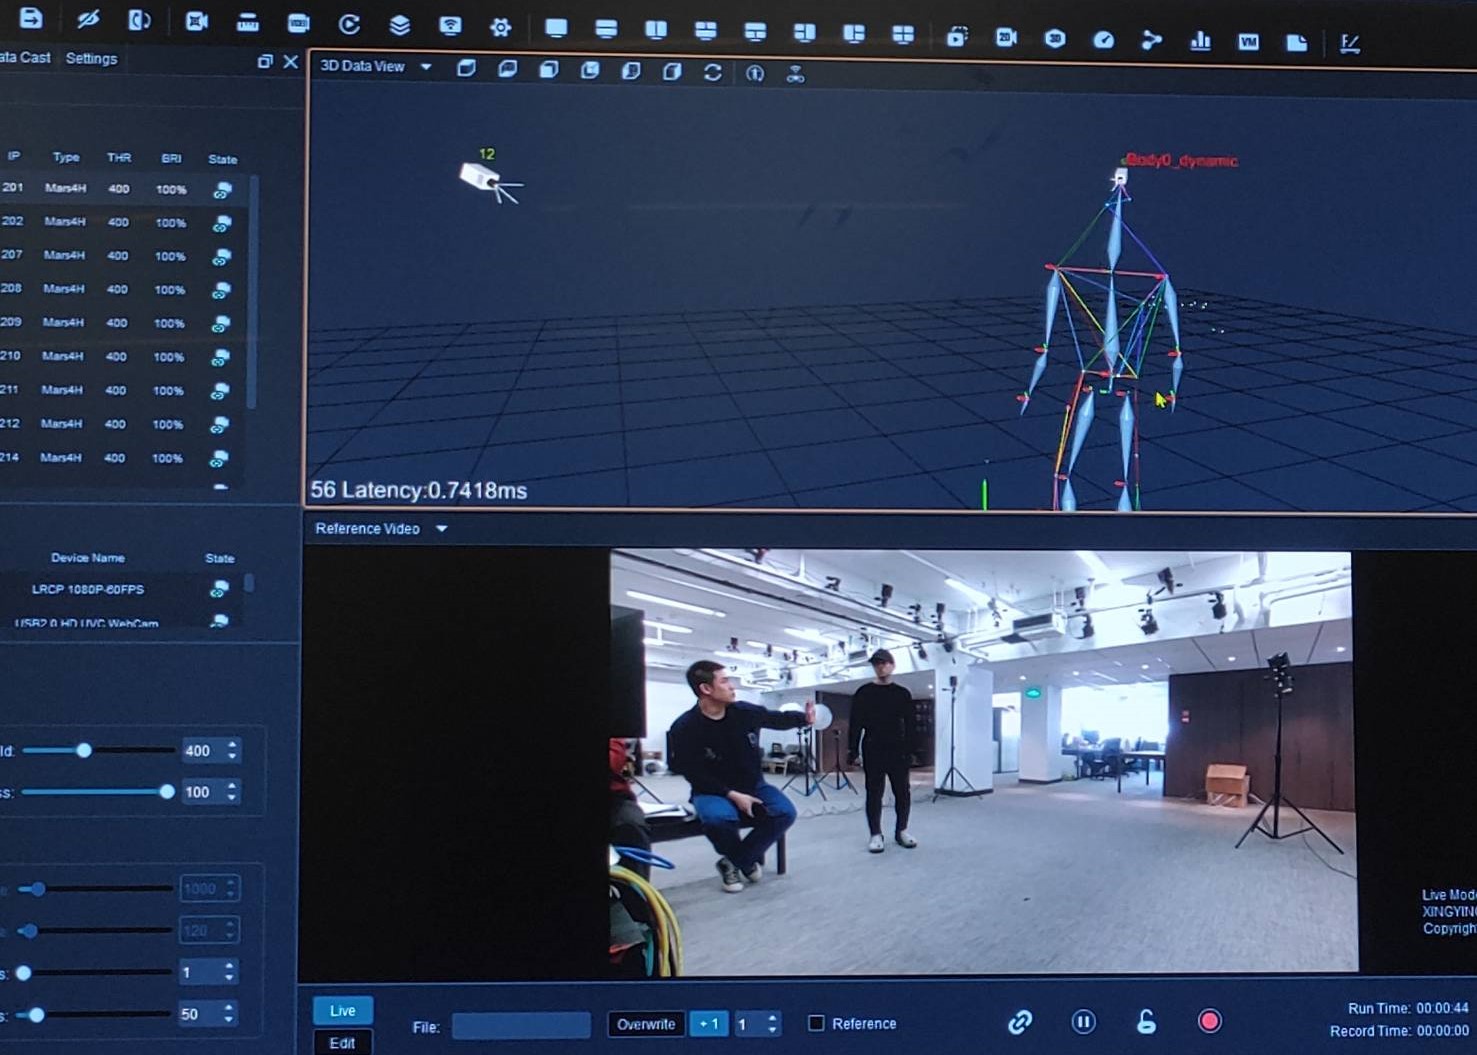 2D
3D
VM
ata Cast Settings
3D Data View
IP Type THR BRI State
201 Mars4H 400 100%
202 Mars4H 400 100%
207 Mars4H 400 100%
208 Mars4H 400 100%
209 Mars4H 400 100%
210 Mars4H 400 100%
211 Mars4H 400 100%
212 Mars4H 400 100%
214 Mars4H 400 100%
12
Body0_dynamic
56 Latency:0.7418ms
Reference Video
Device Name State
LRCP 1080P-60FPS
USB2.0 HD UVC WebCam
ld: 400
ss: 100
1000
120
s: 1
s: 50
Live Mod
XINGYING
Copyrigh
Live
Edit
File:
Overwrite +1 1
Reference
Run Time: 00:00:44
Record Time: 00:00:00